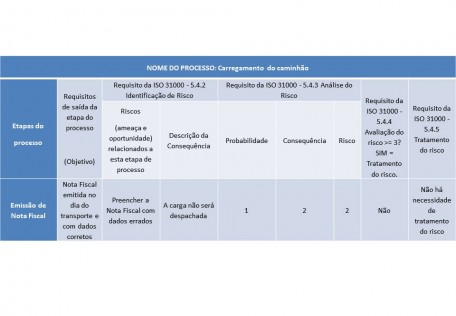 NOME DO PROCESSO: Carregamento do caminhão
Etapas do
processo
Requisitos
de saída da
etapa do
processo
(Objetivo)
Requisito da ISO 31000 - 5.4.2
Identificação de Risco
Requisito da ISO 31000 - 5.4.3 Análise do
Risco
Requisito
da ISO
31000 -
5.4.4
Avaliação do
risco >= 3?
SIM =
Tratamento
do risco.
Requisito da
ISO 31000 -
5.4.5
Tratamento
do risco
Riscos
(ameaça e
oportunidade)
relacionados a
esta etapa de
processo
Descrição da
Consequência
Probabilidade
Consequência
Risco
Emissão de
Nota Fiscal
Nota Fiscal
emitida no
dia do
transporte e
com dados
corretos
Preencher a
Nota Fiscal com
dados errados
A carga não será
despachada
1
2
2
Não
Não há
necessidade
de
tratamento
do risco